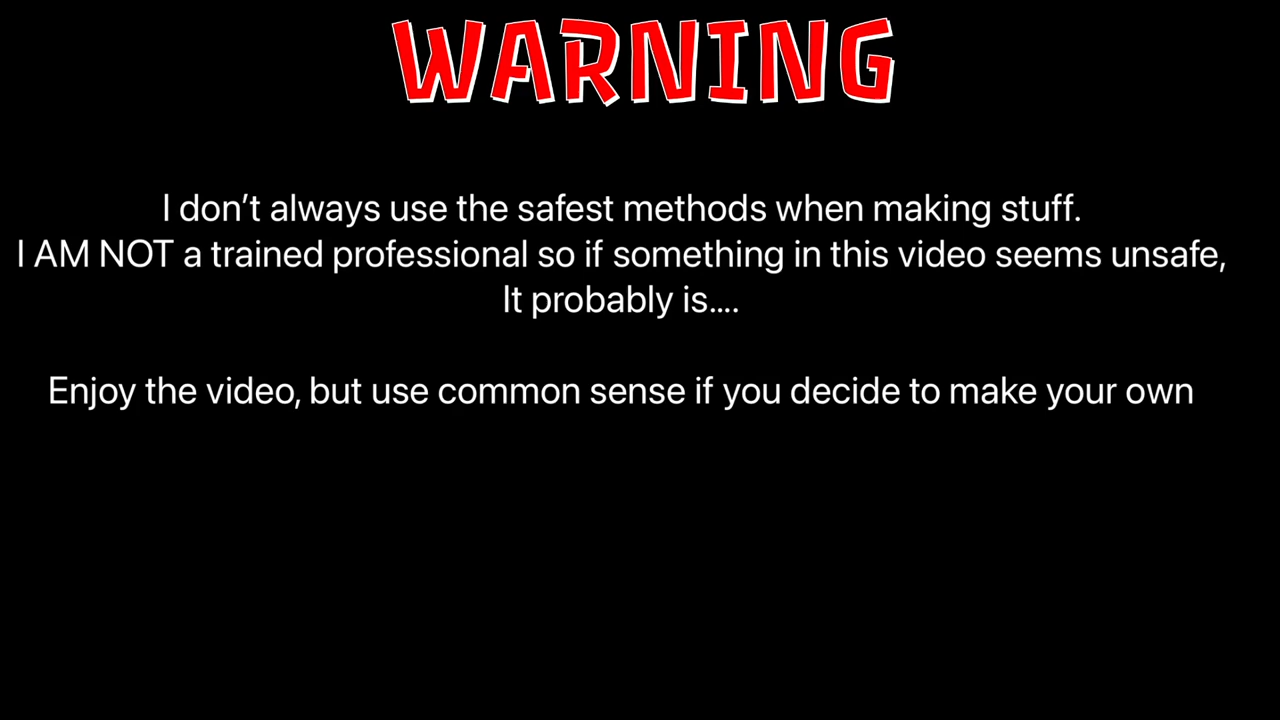 WARNING
I don’t always use the safest methods when making stuff.
I AM NOT a trained professional so if something in this video seems unsafe,
It probably is....
Enjoy the video, but use common sense if you decide to make your own